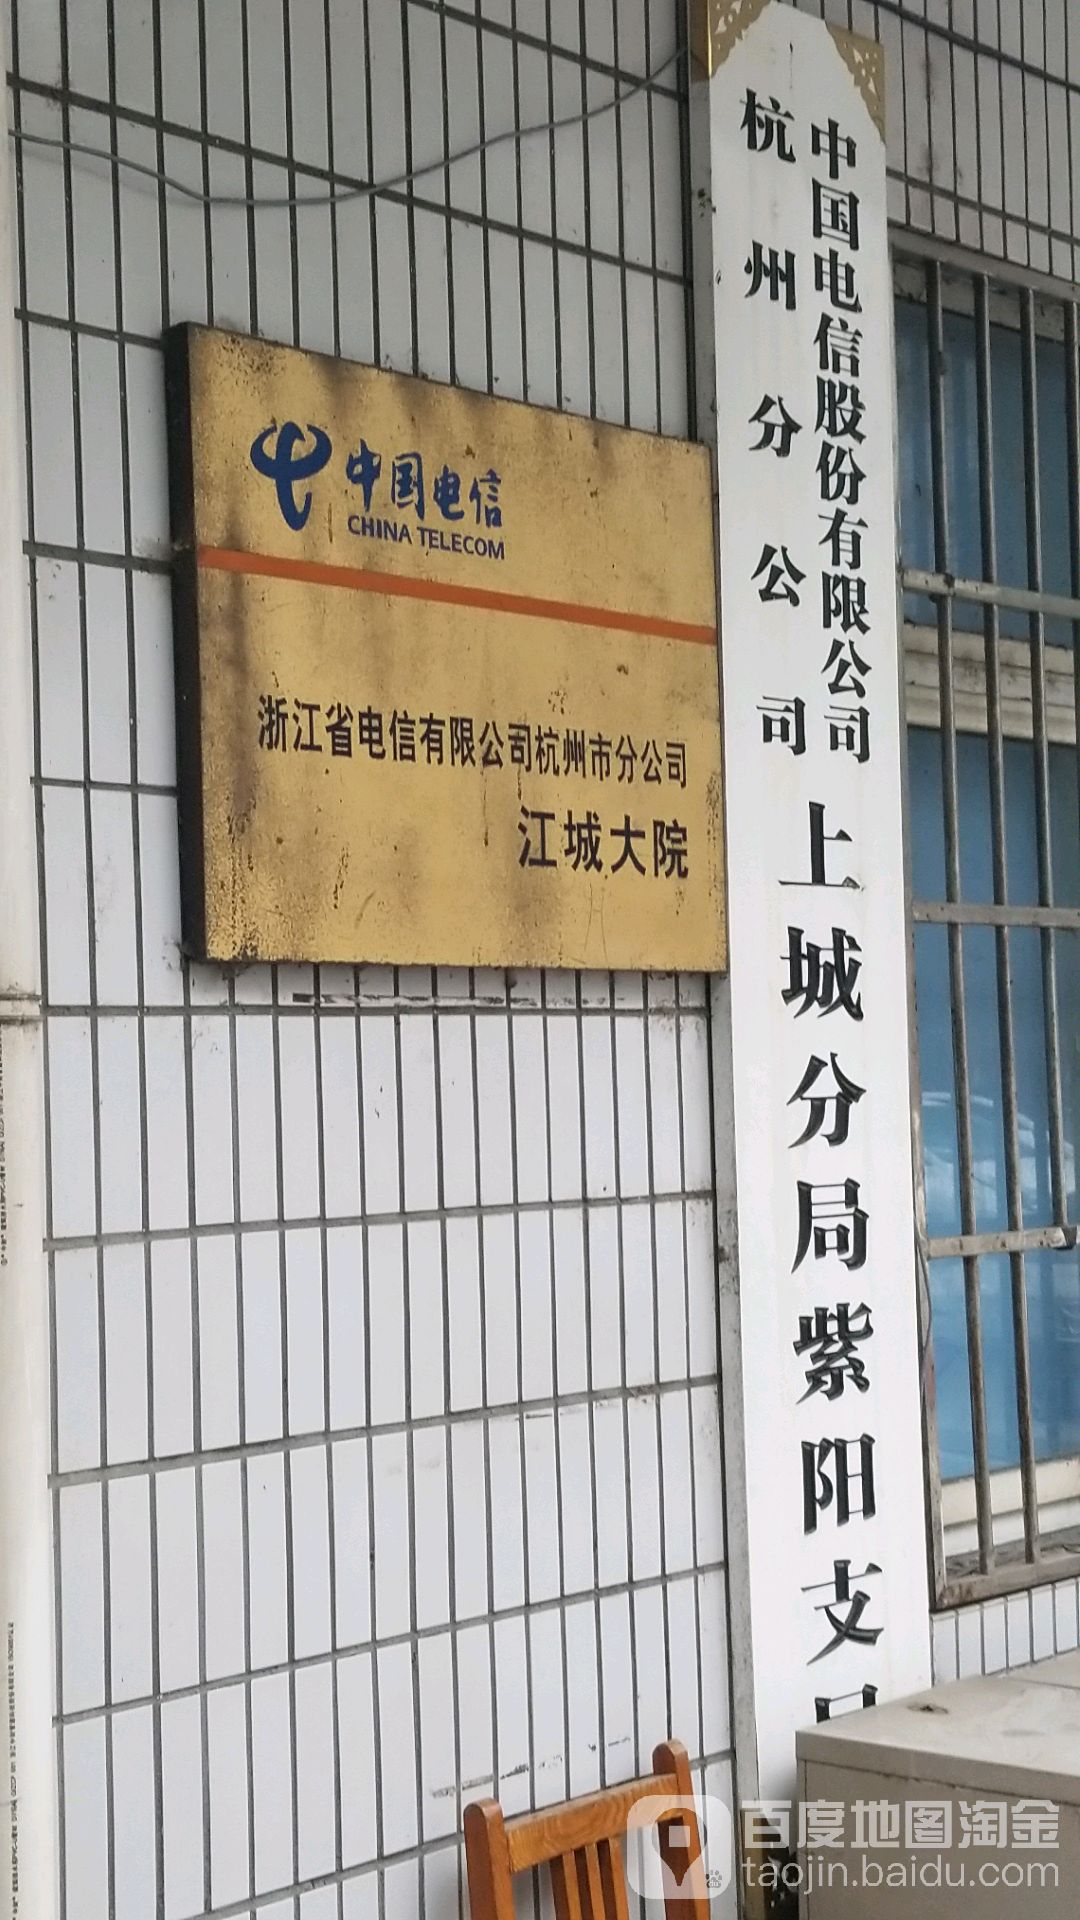 中国电信
CHINA TELECOM
浙江省电信有限公司杭州市分公司
江城大院
中国电信股份有限公司
杭州分公司
上城分局紫阳支
百度地图淘金
taojin.baidu.com